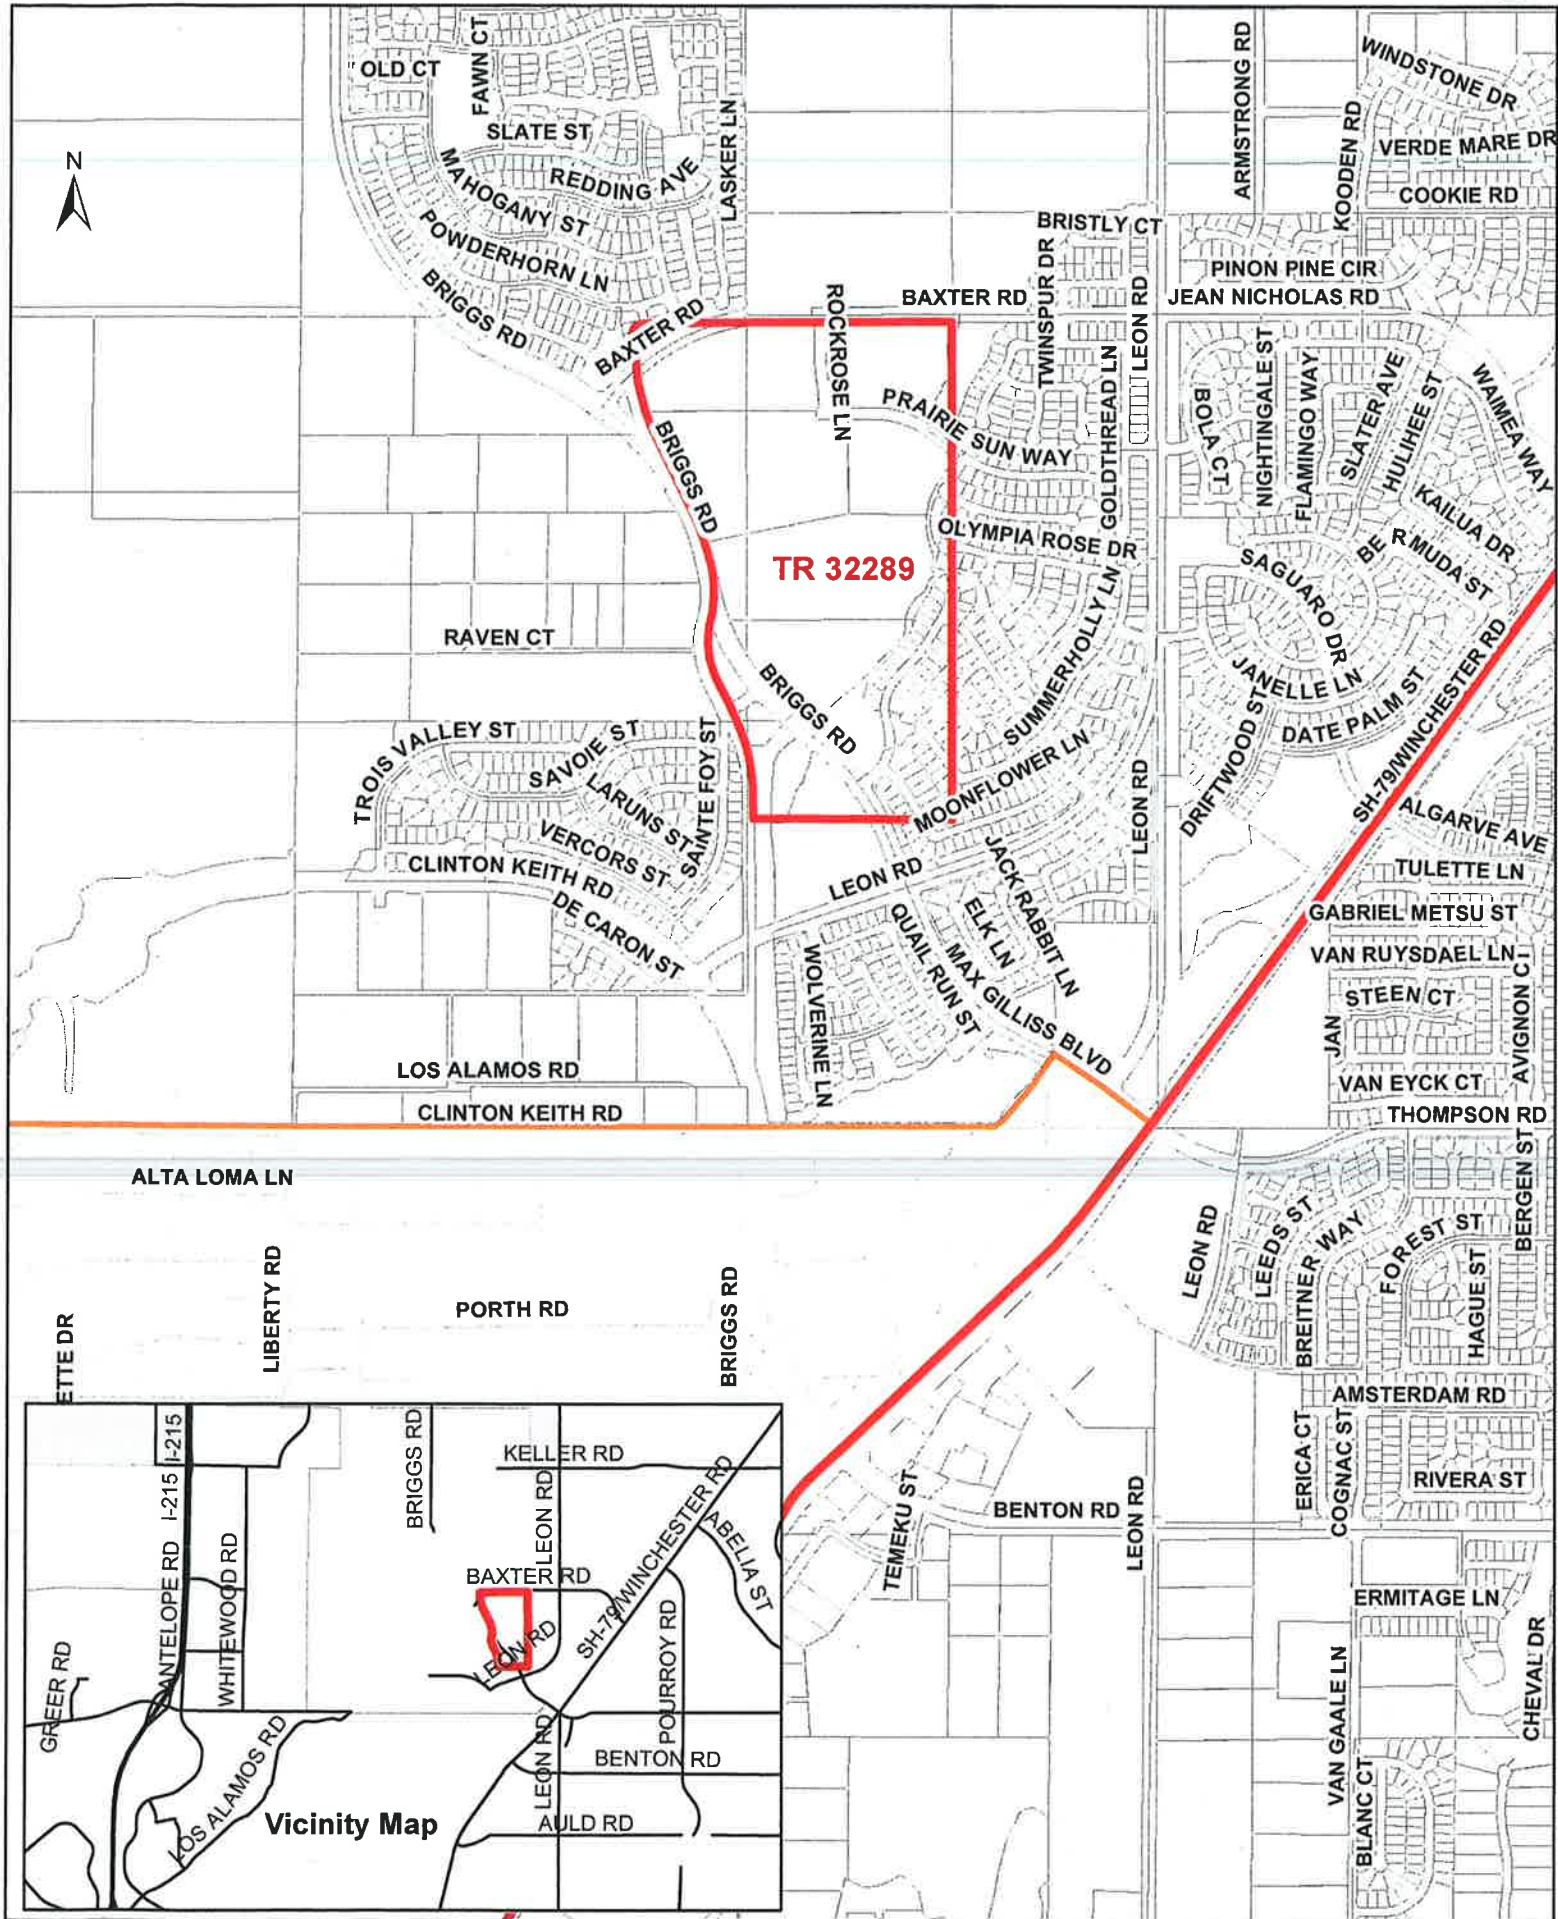 OLD CT
FAWN CT
SLATE ST
REDDING AVE
LASKER LN
MAHOGANY ST
POWDERHORN LN
BRIGGS RD
BAXTER RD
N
ARMSTRONG RD
KOODEN RD
WINDSTONE DR
VERDE MARE DR
COOKIE RD
BRISTLY CT
TWINSPUR DR
PINON PINE CIR
BAXTER RD
JEAN NICHOLAS RD
LEON RD
ROCKROSE LN
PRAIRIE SUN WAY
GOLDTHREAD LN
BOLA CT
NIGHTINGALE ST
FLAMINGO WAY
SLATER AVE
HULIHEE ST
WAIMEA WAY
KAILUA DR
BERMUDA ST
BRIGGS RD
OLYMPIA ROSE DR
TR 32289
SAGUARO DR
RAVEN CT
SUMMERHOLLY LN
JANELLE LN
DATE PALM ST
DRIFTWOOD ST
SH-79/WINCHESTER RD
BRIGGS RD
TROIS VALLEY ST
SAVOIE ST
LARUNS ST
SAINTE FOY ST
VERCORS ST
MOONFLOWER LN
LEON RD
ALGARVE AVE
TULETTE LN
CLINTON KEITH RD
DE CARON ST
LEON RD
JACK RABBIT LN
ELK LN
QUAIL RUN ST
MAX GILLISS BLVD
WOLVERINE LN
GABRIEL METSU ST
VAN RUYSDAEL LN
STEEN CT
JAN
AVIGNON CT
VAN EYCK CT
LOS ALAMOS RD
CLINTON KEITH RD
THOMPSON RD
ALTA LOMA LN
LIBERTY RD
PORTH RD
BRIGGS RD
ETTE DR
LEON RD
LEEDS ST
BREITNER WAY
FOREST ST
HAGUE ST
BERGEN ST
AMSTERDAM RD
ERICA CT
COGNAC ST
RIVERA ST
TEMEKU ST
BENTON RD
LEON RD
ERMITAGE LN
VAN GAALE LN
CHEVAL DR
BLANC CT
I-215
I-215
ANTELOPE RD
WHITEWOOD RD
BRIGGS RD
KELLER RD
LEON RD
SH-79/WINCHESTER RD
ABELIA ST
BAXTER RD
LEON RD
POURROY RD
GREER RD
LOS ALAMOS RD
LEON RD
BENTON RD
AULD RD
Vicinity Map